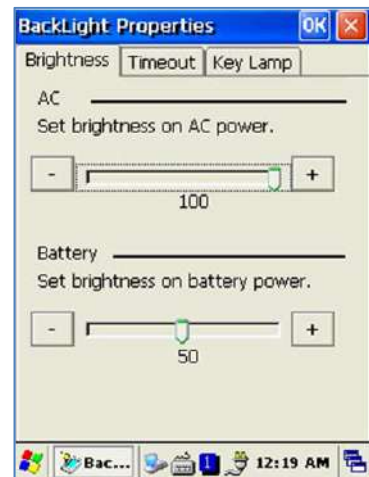 BackLight Properties OK
Brightness Timeout Key Lamp
AC
Set brightness on AC power.
- +
100
Battery
Set brightness on battery power.
- +
50
Bac... 1 12:19 AM